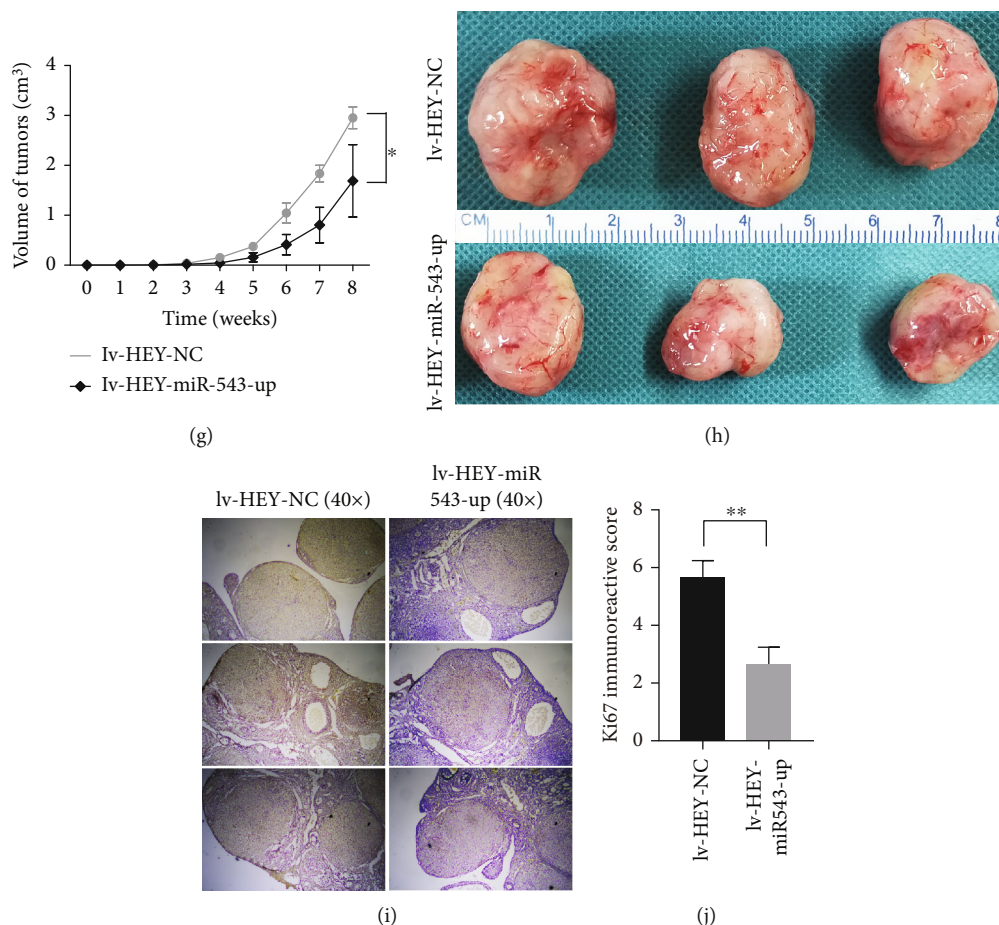 Volume of tumors (cm³)
4
3
2
1
0
*
0 1 2 3 4 5 6 7 8
Time (weeks)
Iv-HEY-NC
Iv-HEY-miR-543-up
(g)
lv-HEY-NC
CM 1 2 3 4 5 6 7 8
lv-HEY-miR-543-up
(h)
lv-HEY-NC (40×)
lv-HEY-miR
543-up (40×)
(i)
Ki67 immunoreactive score
8
6
4
2
0
**
lv-HEY-NC
lv-HEY-
miR543-up
(j)